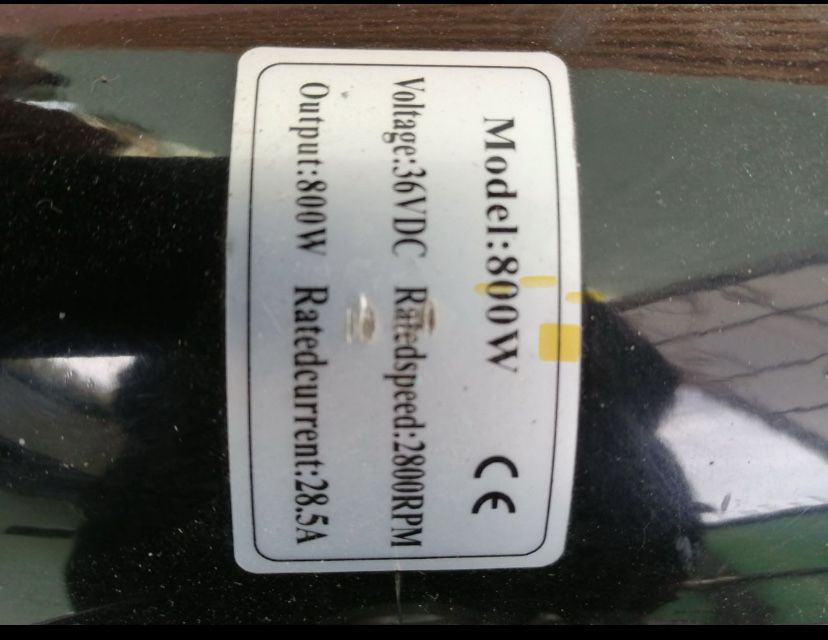 Model:800W CE
Voltage:36VDC Ratedspeed:2800RPM
Output:800W Ratedcurrent:28.5A